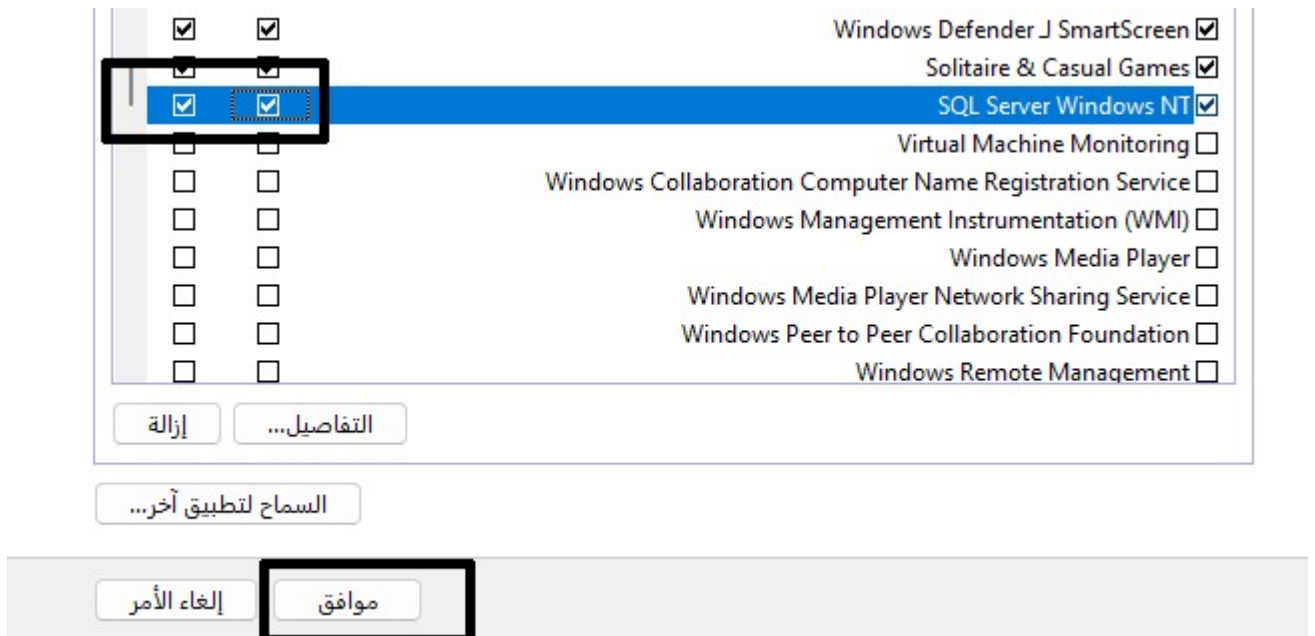 SmartScreen لـ Windows Defender
Solitaire & Casual Games
SQL Server Windows NT
Virtual Machine Monitoring
Windows Collaboration Computer Name Registration Service
Windows Management Instrumentation (WMI)
Windows Media Player
Windows Media Player Network Sharing Service
Windows Peer to Peer Collaboration Foundation
Windows Remote Management
التفاصيل... إزالة
السماح لتطبيق آخر...
موافق إلغاء الأمر